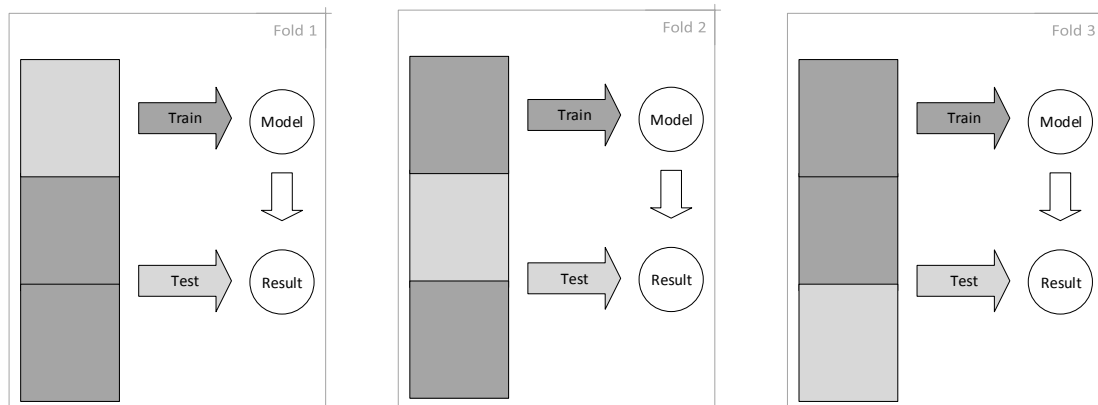 Fold 1
Train
Model
Test
Result
Fold 2
Train
Model
Test
Result
Fold 3
Train
Model
Test
Result